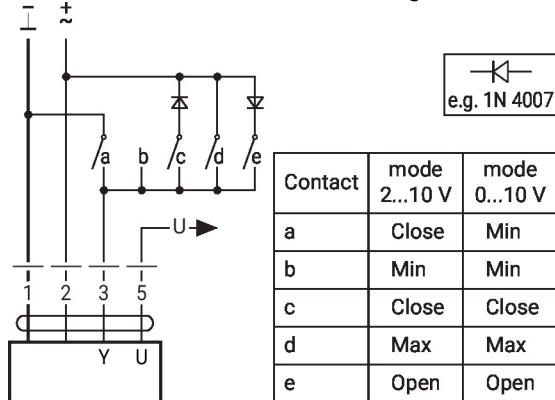 – +
⊥ ~
e.g. 1N 4007
a b c d e
Contact mode 2...10 V mode 0...10 V
a Close Min
b Min Min
c Close Close
d Max Max
e Open Open
U
1 2 3 5
Y U